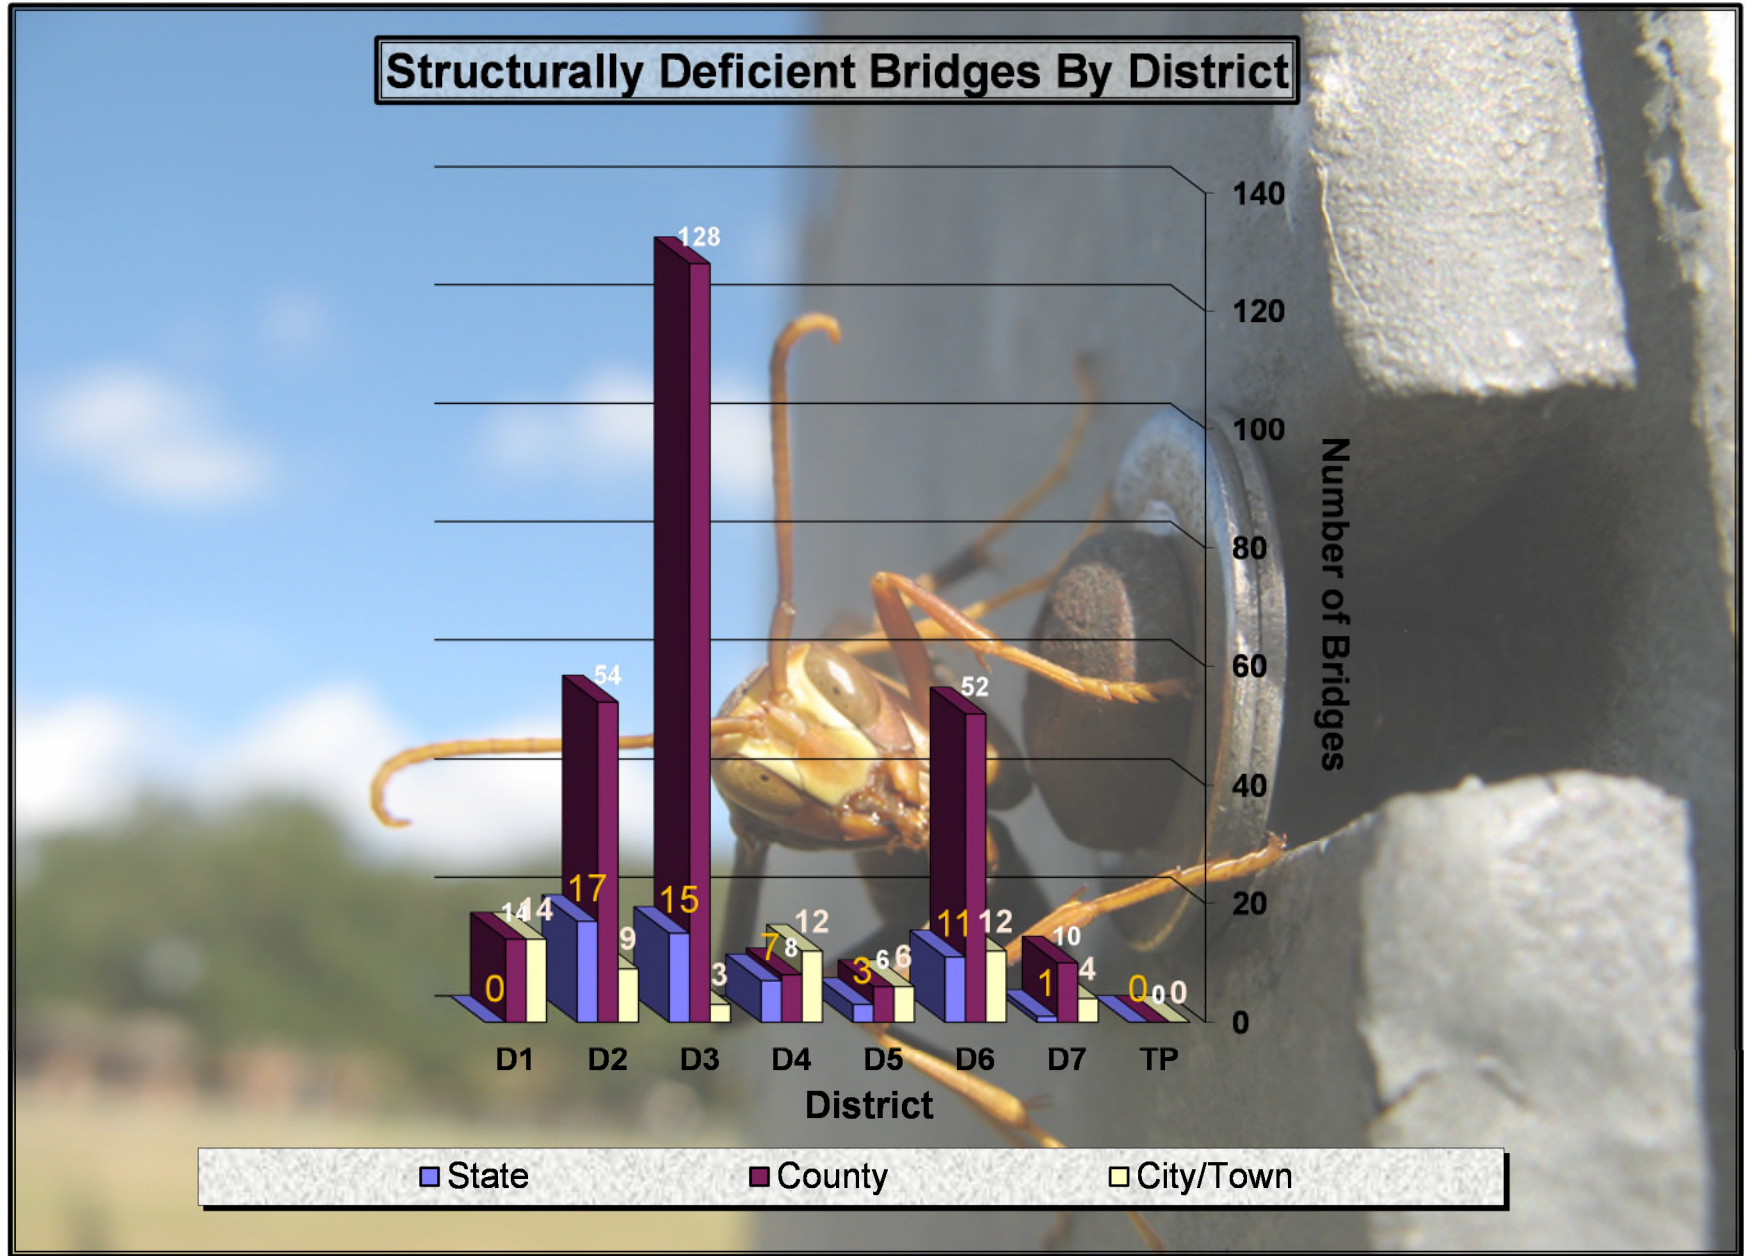 Structurally Deficient Bridges By District
140
120
100
80
60
40
20
0
Number of Bridges
0 14 14
17 54 9
15 128 3
7 8 12
3 6 6
11 52 12
1 10 4
0 0 0
D1 D2 D3 D4 D5 D6 D7 TP
District
State County City/Town